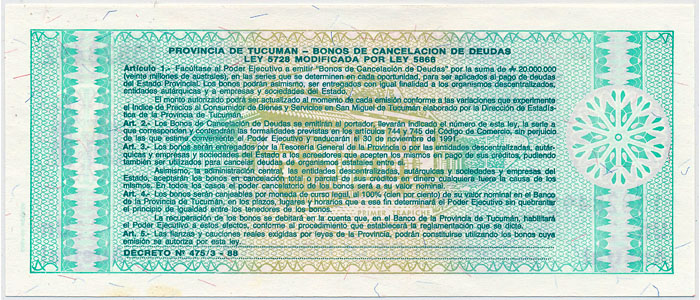 PROVINCIA DE TUCUMAN – BONOS DE CANCELACION DE DEUDAS
LEY 5728 MODIFICADA POR LEY 5866
Artículo 1.- Facúltase al Poder Ejecutivo a emitir "Bonos de Cancelación de Deudas" por la suma de ₳ 20.000.000
(veinte millones de australes), en las series que se determinen en cada oportunidad, para ser aplicados al pago de deudas
del Estado Provincial. Los bonos podrán asimismo, ser entregados con igual finalidad a los organismos descentralizados,
entidades autárquicas y a empresas y sociedades del Estado.
El monto autorizado podrá ser actualizado al momento de cada emisión conforme a las variaciones que experimente
el Indice de Precios al Consumidor de Bienes y Servicios en San Miguel de Tucumán elaborado por la Dirección de Estadís-
tica de la Provincia de Tucumán.
Art. 2.- Los Bonos de Cancelación de Deudas se emitirán al portador, llevarán indicado el número de esta ley, la serie a
que correspondan y contendrán las formalidades previstas en los artículos 744 y 745 del Código de Comercio, sin perjuicio
de las que estime conveniente el Poder Ejecutivo y caducarán el 30 de noviembre de 1991.
Art. 3.- Los bonos serán entregados por la Tesorería General de la Provincia o por las entidades descentralizadas, autár-
quicas y empresas y sociedades del Estado a los acreedores que acepten los mismos en pago de sus créditos, pudiendo
también ser utilizados para cancelar deudas de organismos estatales entre sí.
Asimismo, la administración central, entidades descentralizadas, autárquicas y sociedades y empresas del
Estado, aceptarán los bonos en cancelación total o parcial de sus créditos en dinero cualquiera fuere la causa de los
mismos. En todos los casos el poder cancelatorio del bono será a su valor nominal.
Art. 4.- Los bonos serán canjeables por moneda de curso legal, al 100% (cien por ciento) de su valor nominal en el Banco
de la Provincia de Tucumán, en los plazos, lugares y horarios que a ese fin determinará el Poder Ejecutivo sin quebrantar
el principio de igualdad entre los tenedores de los bonos.
PRIMER TRAPICHE
La recuperación de los bonos se debitará en la cuenta que, en el Banco de la Provincia de Tucumán, habilitará
el Poder Ejecutivo a estos efectos, conforme al procedimiento que establecerá la reglamentación que se dicte.
Art. 5.- Las fianzas y cauciones reales exigidas por leyes de la Provincia, podrán constituirse utilizando los bonos cuya
emisión se autoriza por esta ley.
DECRETO Nº 475/3 - 88